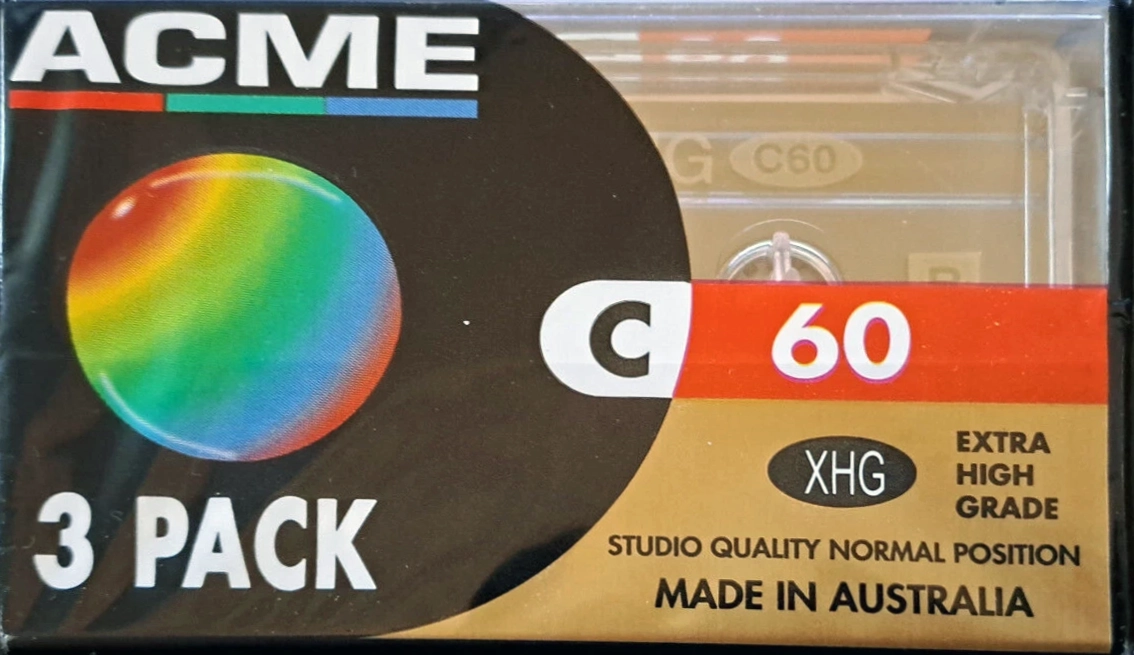 ACME
G C60
B
C 60
XHG
EXTRA
HIGH
GRADE
3 PACK
STUDIO QUALITY NORMAL POSITION
MADE IN AUSTRALIA